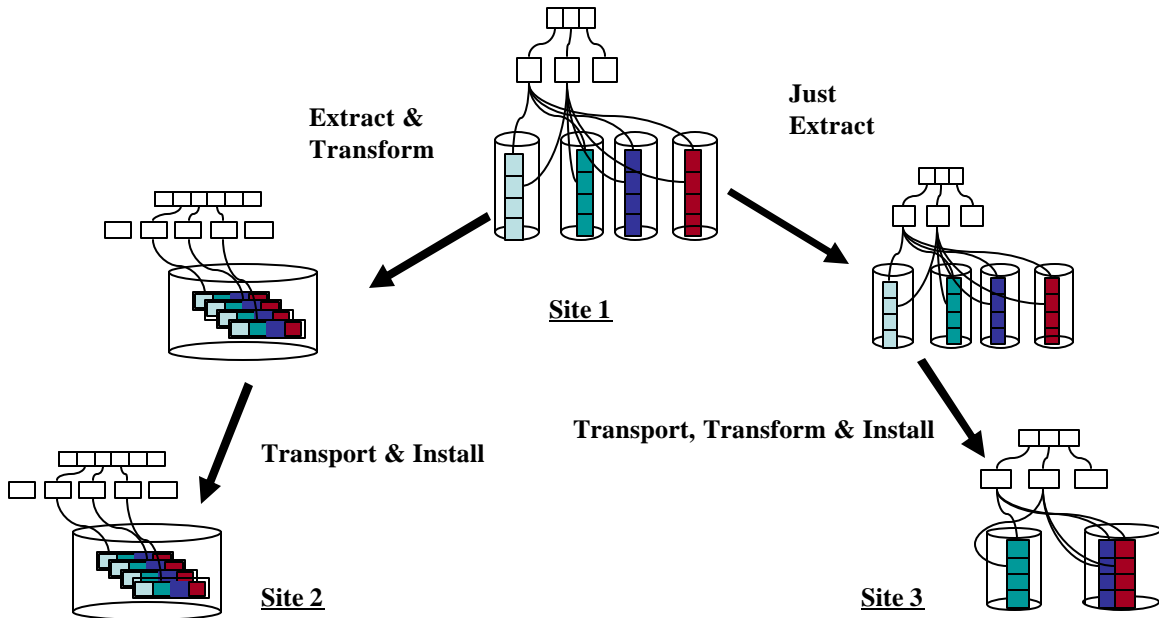 Extract &
Transform
Just
Extract
Site 1
Transport & Install
Transport, Transform & Install
Site 2
Site 3